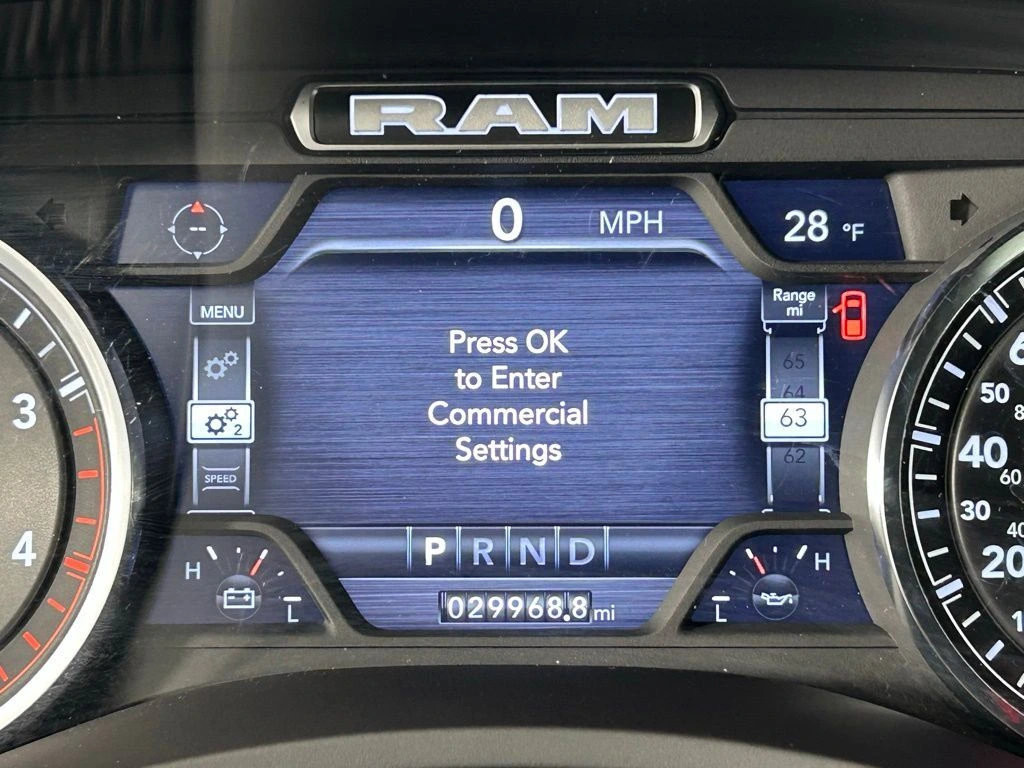 RAM
--
0 MPH
28 °F
MENU
Range
mi
Press OK
to Enter
Commercial
Settings
65
64
63
62
2
SPEED
P R N D
H
L
L
H
029968.8 mi
3
4
50
40
60
30
40
20